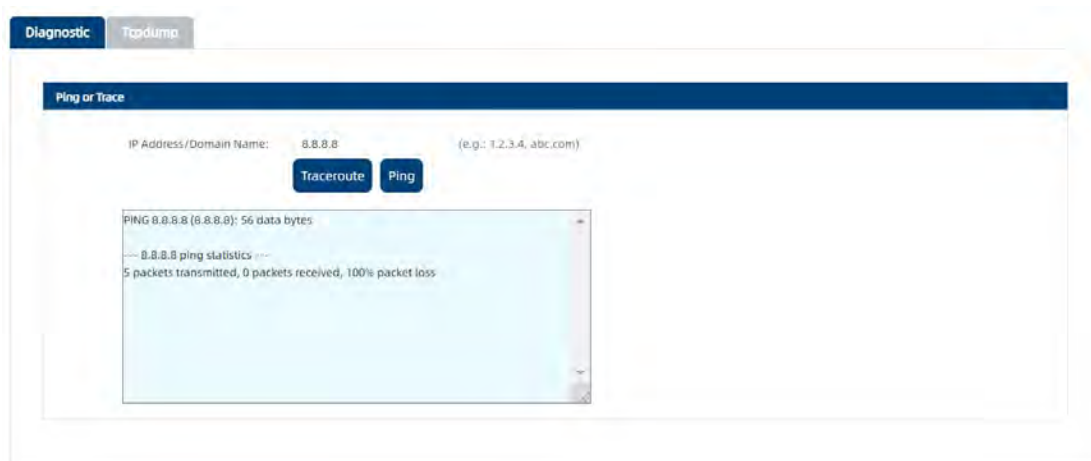 Diagnostic Tcpdump
Ping or Trace
IP Address/Domain Name: 8.8.8.8 (e.g.: 1.2.3.4, abc.com)
Traceroute Ping
PING 8.8.8.8 (8.8.8.8): 56 data bytes
--- 8.8.8.8 ping statistics ---
5 packets transmitted, 0 packets received, 100% packet loss